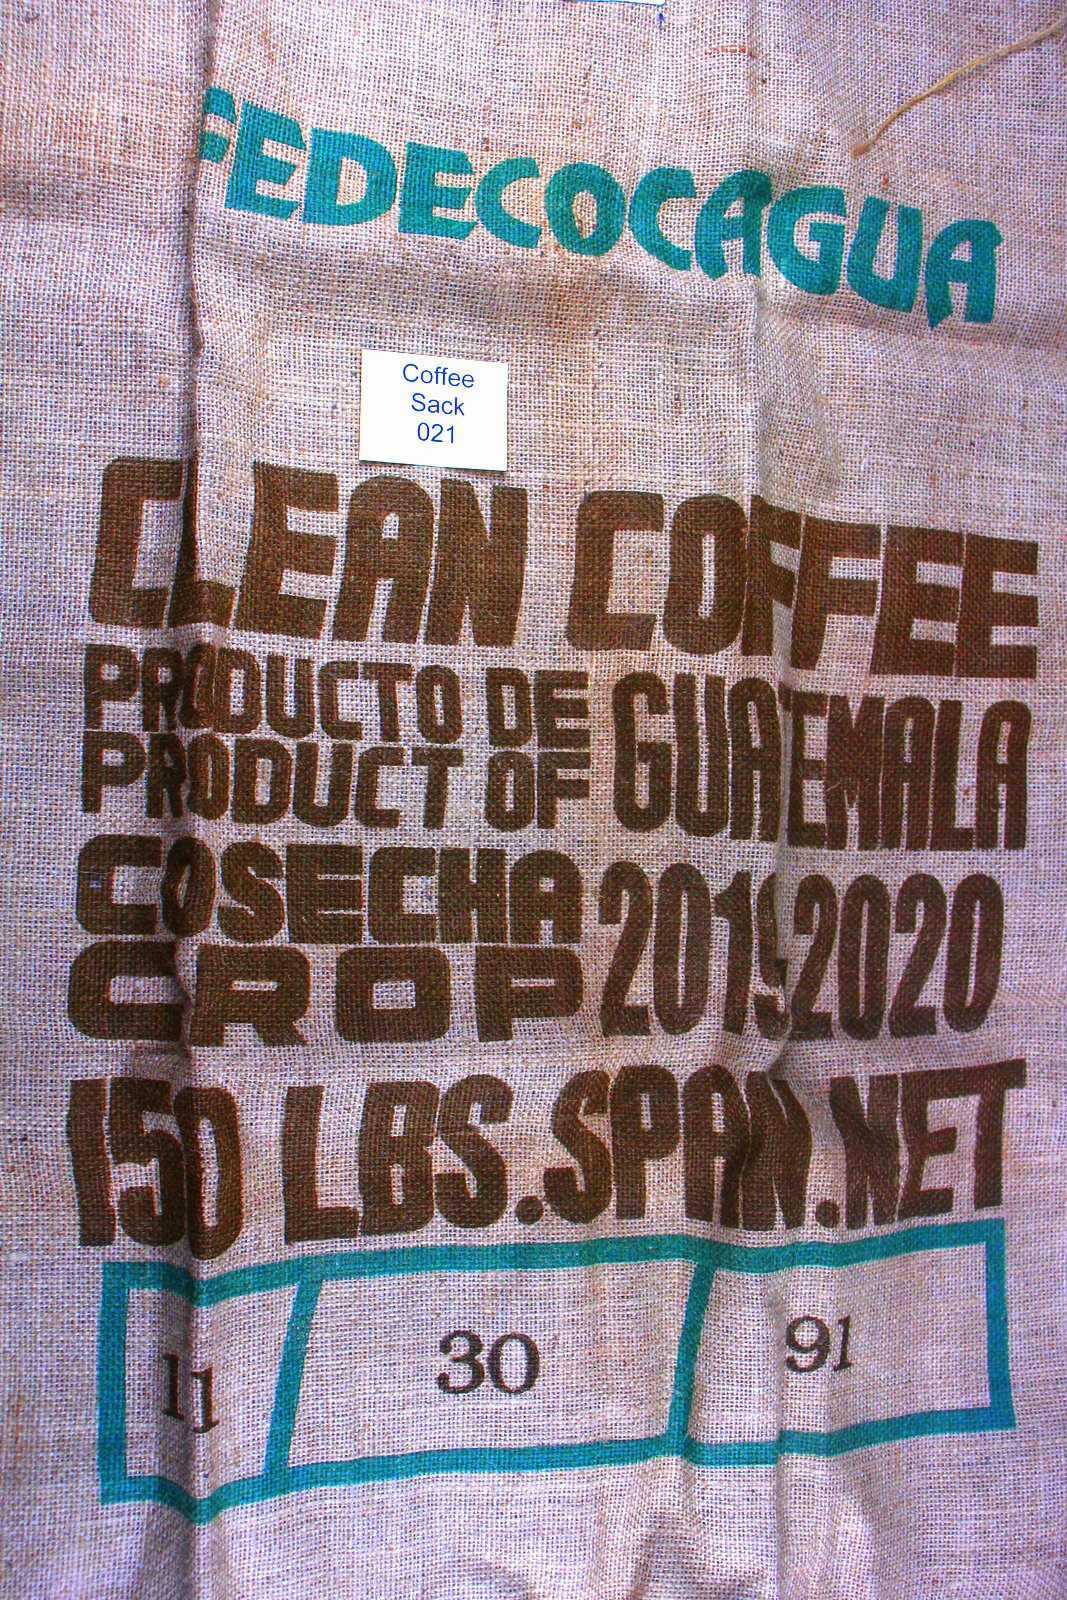 FEDECOCAGUA
Coffee
Sack
021
CLEAN COFFEE
PRODUCTO DE
PRODUCT OF
GUATEMALA
COSECHA
CROP
2019 2020
150 LBS.SPAN.NET
11 30 91